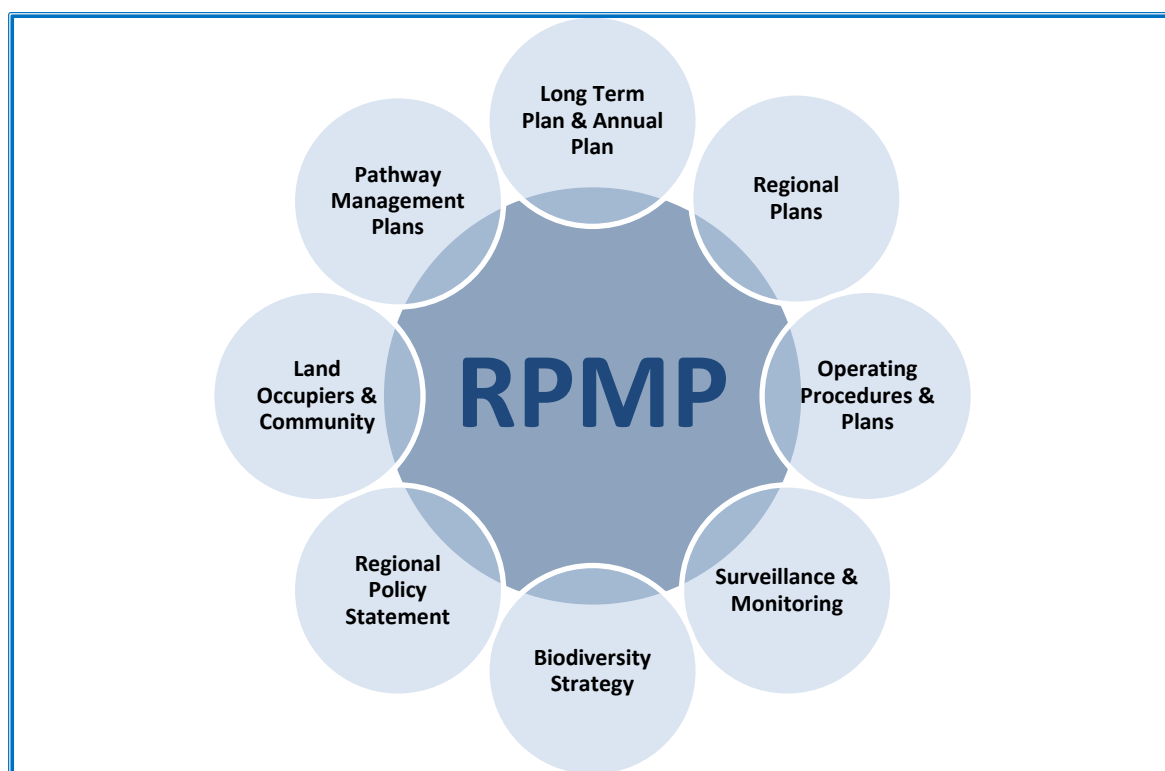 Long Term
Plan & Annual
Plan
Regional
Plans
Operating
Procedures &
Plans
Surveillance &
Monitoring
Biodiversity
Strategy
Regional
Policy
Statement
Land
Occupiers &
Community
Pathway
Management
Plans
RPMP